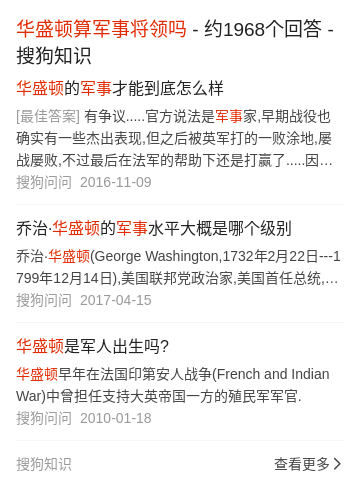 华盛顿算军事将领吗 - 约1968个回答 -
搜狗知识
华盛顿的军事才能到底怎么样
[最佳答案] 有争议.....官方说法是军事家,早期战役也
确实有一些杰出表现,但之后被英军打的一败涂地,屡
战屡败,不过最后在法军的帮助下还是打赢了.....因…
搜狗问问 2016-11-09
乔治·华盛顿的军事水平大概是哪个级别
乔治·华盛顿(George Washington,1732年2月22日---1
799年12月14日),美国联邦党政治家,美国首任总统,…
搜狗问问 2017-04-15
华盛顿是军人出生吗?
华盛顿早年在法国印第安人战争(French and Indian
War)中曾担任支持大英帝国一方的殖民军军官.
搜狗问问 2010-01-18
搜狗知识
查看更多